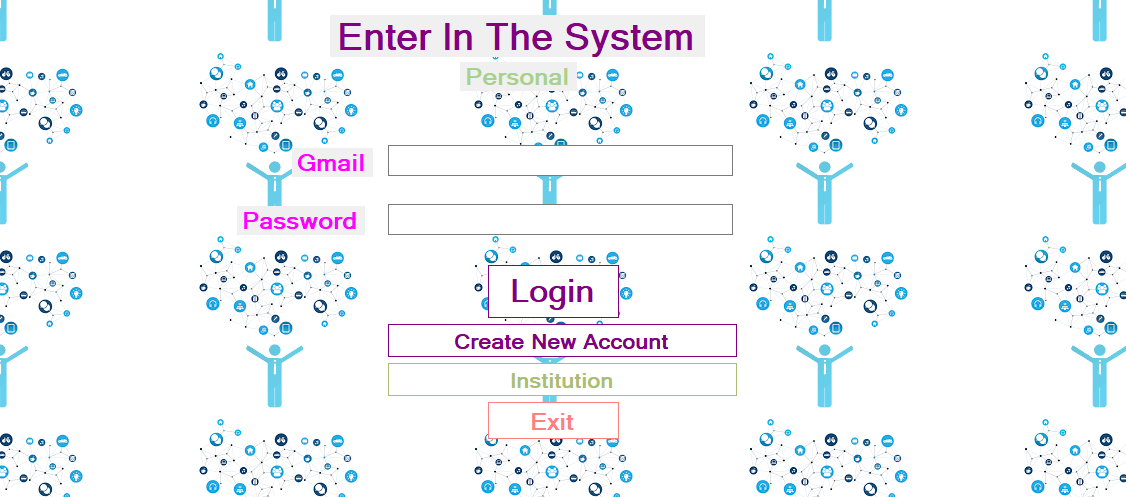 Enter In The System
Personal
Gmail
Password
Login
Create New Account
Institution
Exit